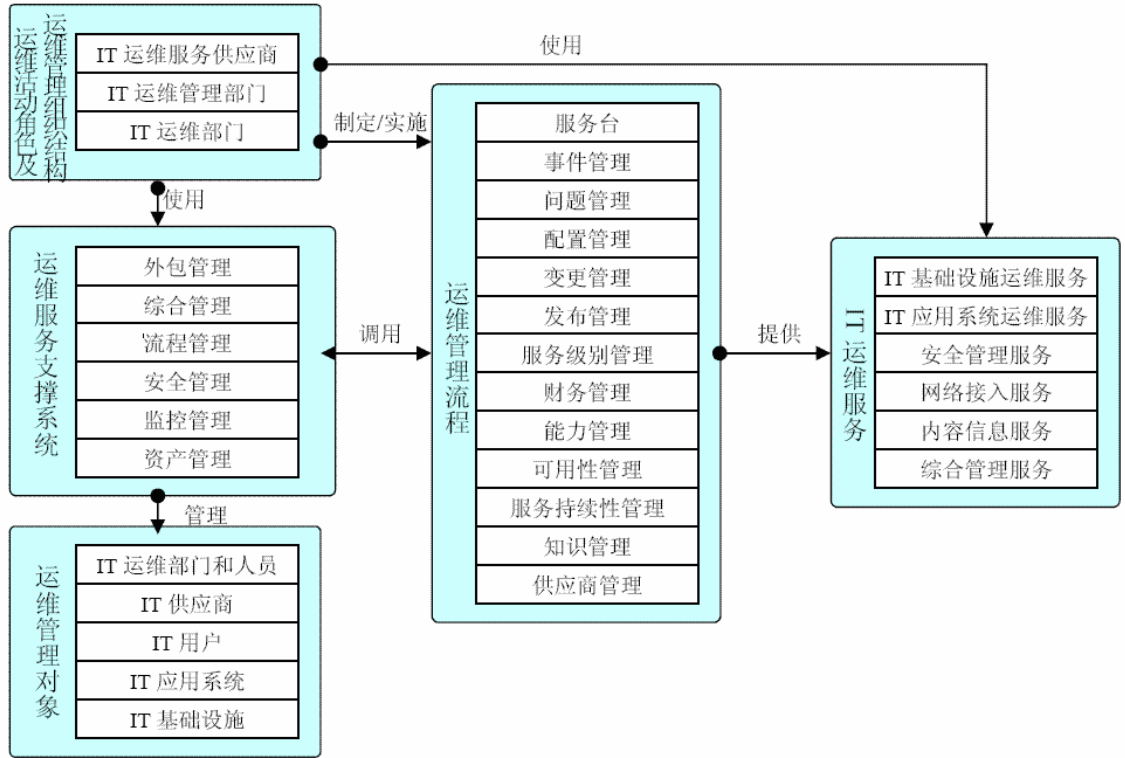 运维活动角色及
运维管理组织结构
IT 运维服务供应商
IT 运维管理部门
IT 运维部门
使用
制定/实施
使用
运维服务支撑系统
外包管理
综合管理
流程管理
安全管理
监控管理
资产管理
调用
管理
运维管理对象
IT 运维部门和人员
IT 供应商
IT 用户
IT 应用系统
IT 基础设施
运维管理流程
服务台
事件管理
问题管理
配置管理
变更管理
发布管理
服务级别管理
财务管理
能力管理
可用性管理
服务持续性管理
知识管理
供应商管理
提供
IT 运维服务
IT 基础设施运维服务
IT 应用系统运维服务
安全管理服务
网络接入服务
内容信息服务
综合管理服务